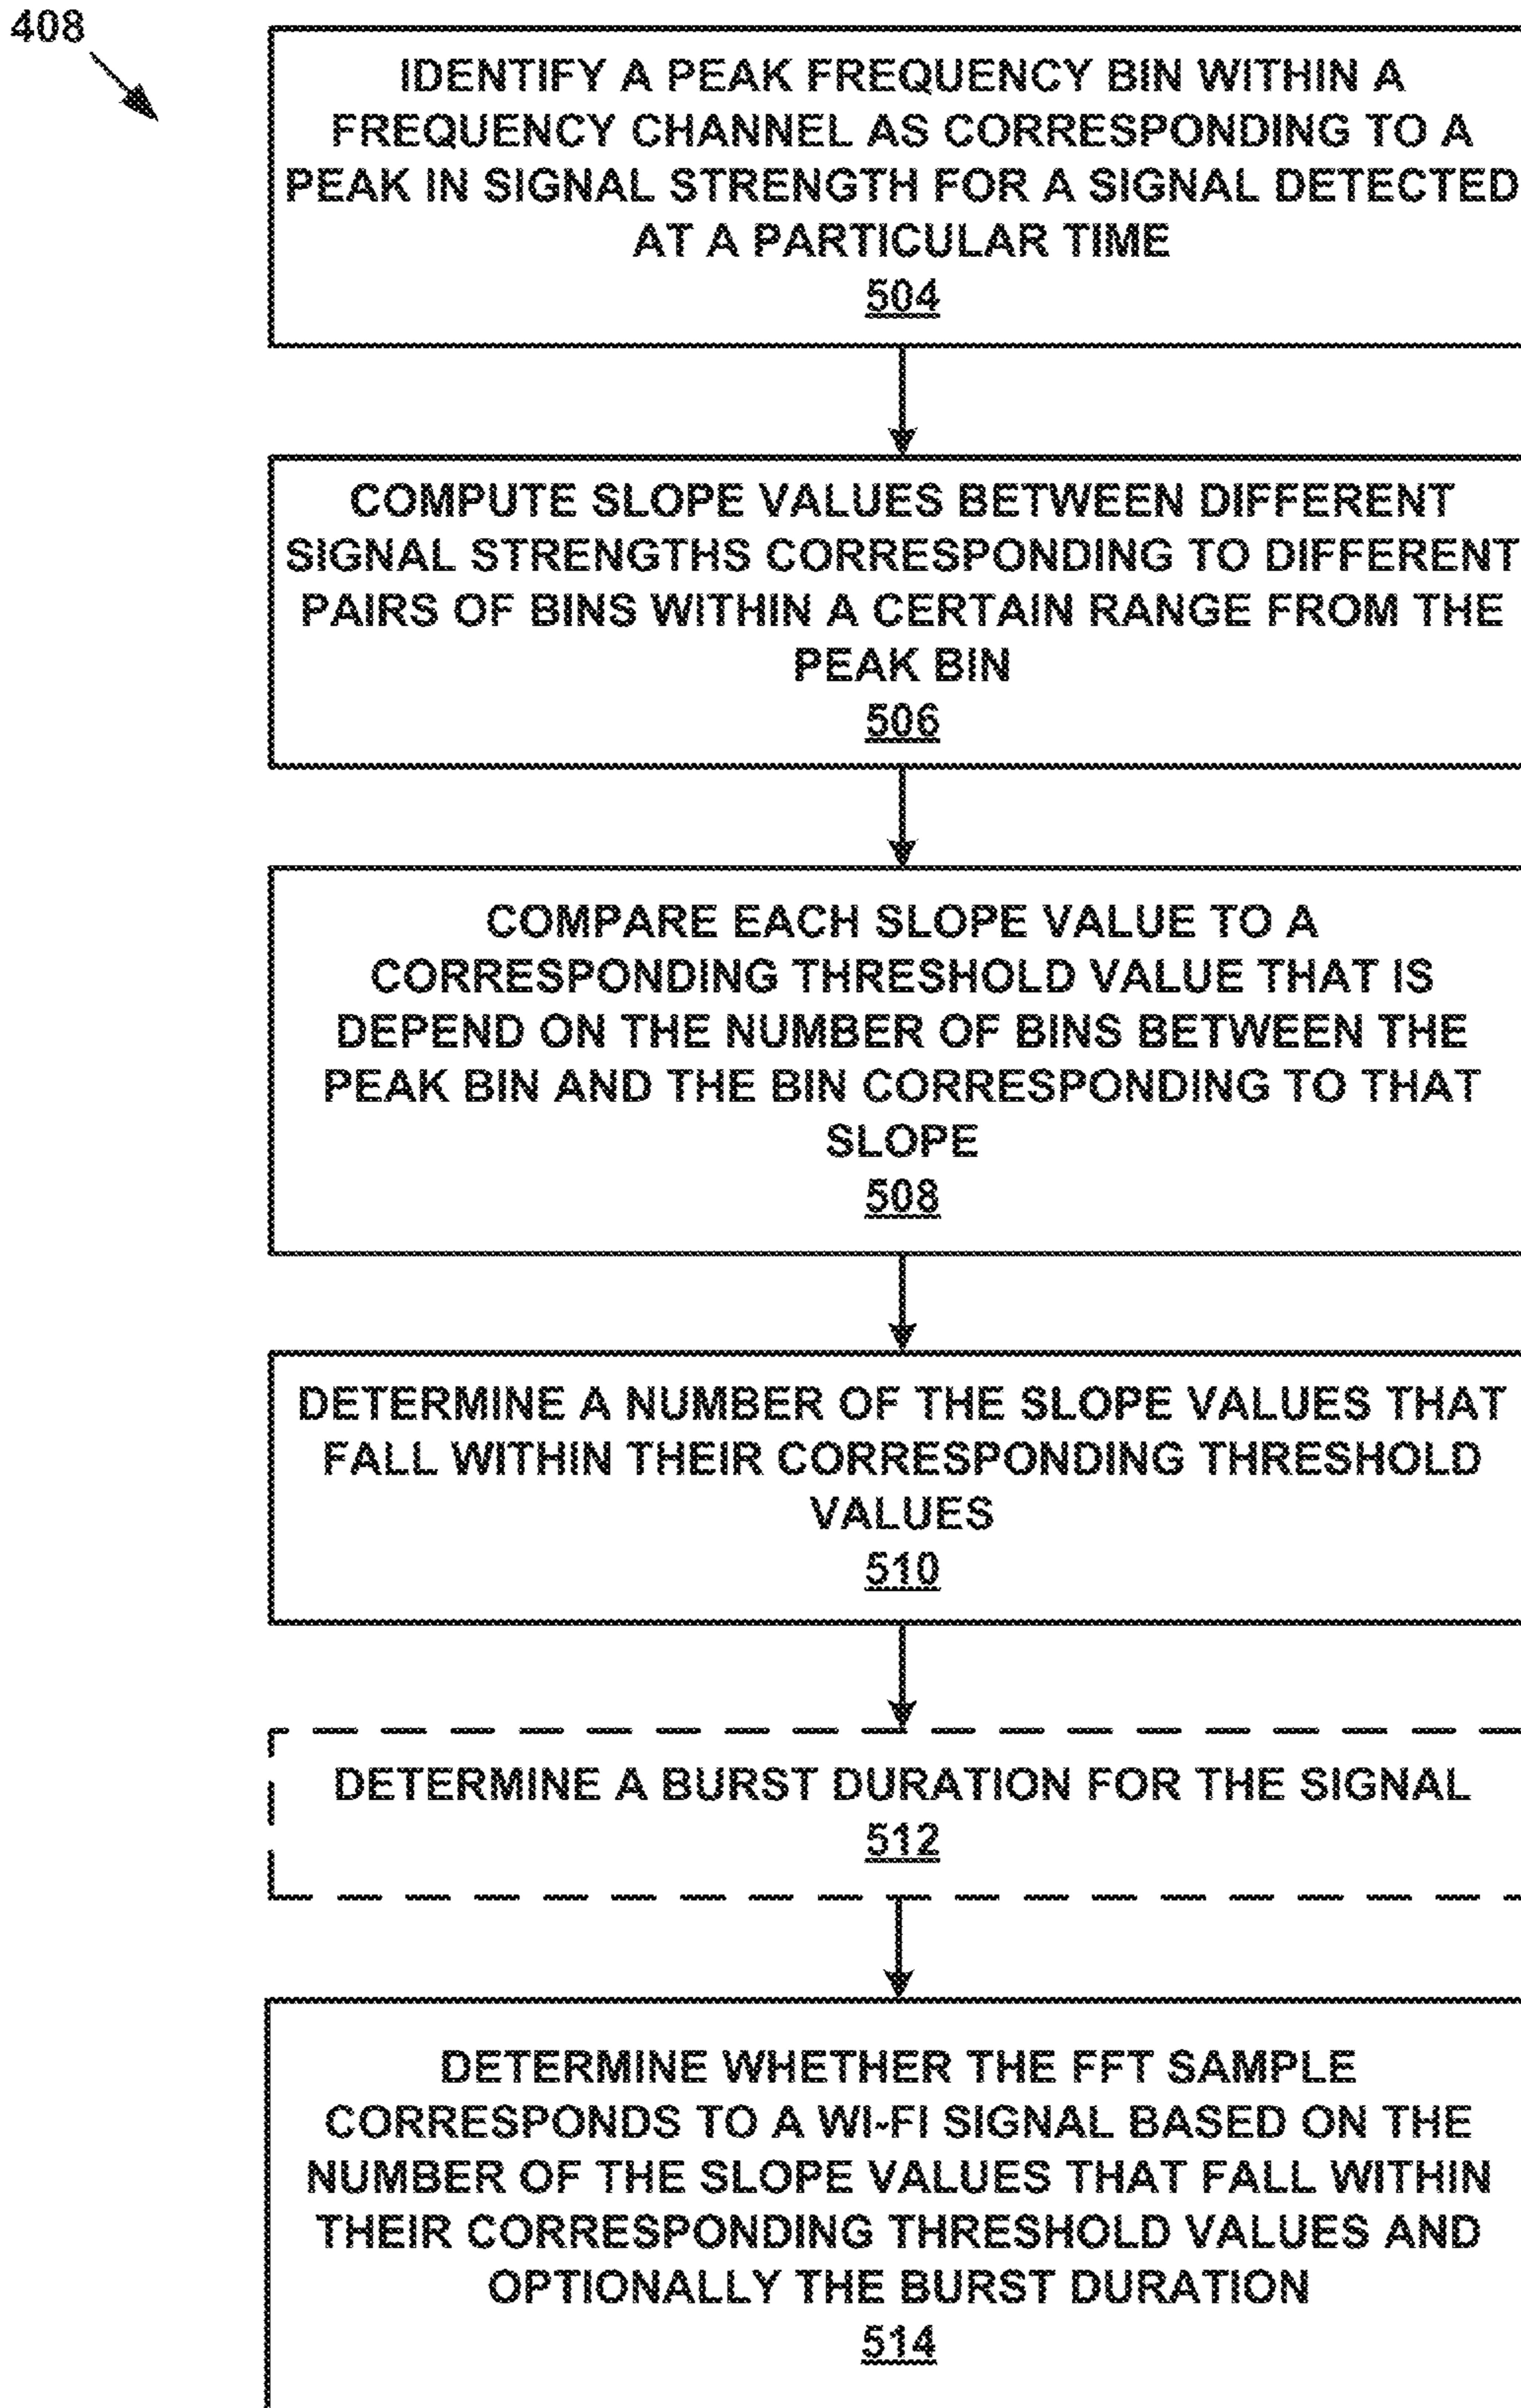 408
IDENTIFY A PEAK FREQUENCY BIN WITHIN A
FREQUENCY CHANNEL AS CORRESPONDING TO A
PEAK IN SIGNAL STRENGTH FOR A SIGNAL DETECTED
AT A PARTICULAR TIME
504
COMPUTE SLOPE VALUES BETWEEN DIFFERENT
SIGNAL STRENGTHS CORRESPONDING TO DIFFERENT
PAIRS OF BINS WITHIN A CERTAIN RANGE FROM THE
PEAK BIN
506
COMPARE EACH SLOPE VALUE TO A
CORRESPONDING THRESHOLD VALUE THAT IS
DEPEND ON THE NUMBER OF BINS BETWEEN THE
PEAK BIN AND THE BIN CORRESPONDING TO THAT
SLOPE
508
DETERMINE A NUMBER OF THE SLOPE VALUES THAT
FALL WITHIN THEIR CORRESPONDING THRESHOLD
VALUES
510
DETERMINE A BURST DURATION FOR THE SIGNAL
512
DETERMINE WHETHER THE FFT SAMPLE
CORRESPONDS TO A WI-FI SIGNAL BASED ON THE
NUMBER OF THE SLOPE VALUES THAT FALL WITHIN
THEIR CORRESPONDING THRESHOLD VALUES AND
OPTIONALLY THE BURST DURATION
514